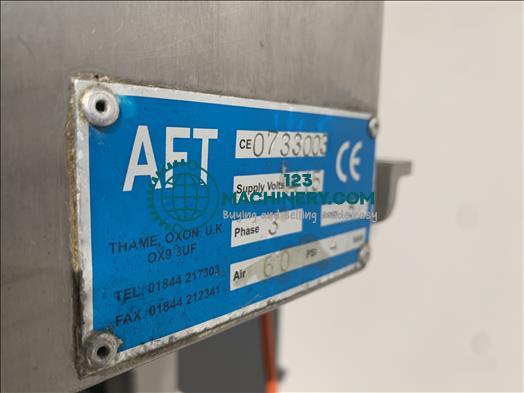 AFT
CE 0733003
CE
Supply Volts
Phase 3
Air 60 PSI
THAME, OXON, U.K.
OX9 3UF
TEL: 01844 217303
FAX. 01844 212341
123
MACHINERY.COM
Buying and selling made easy